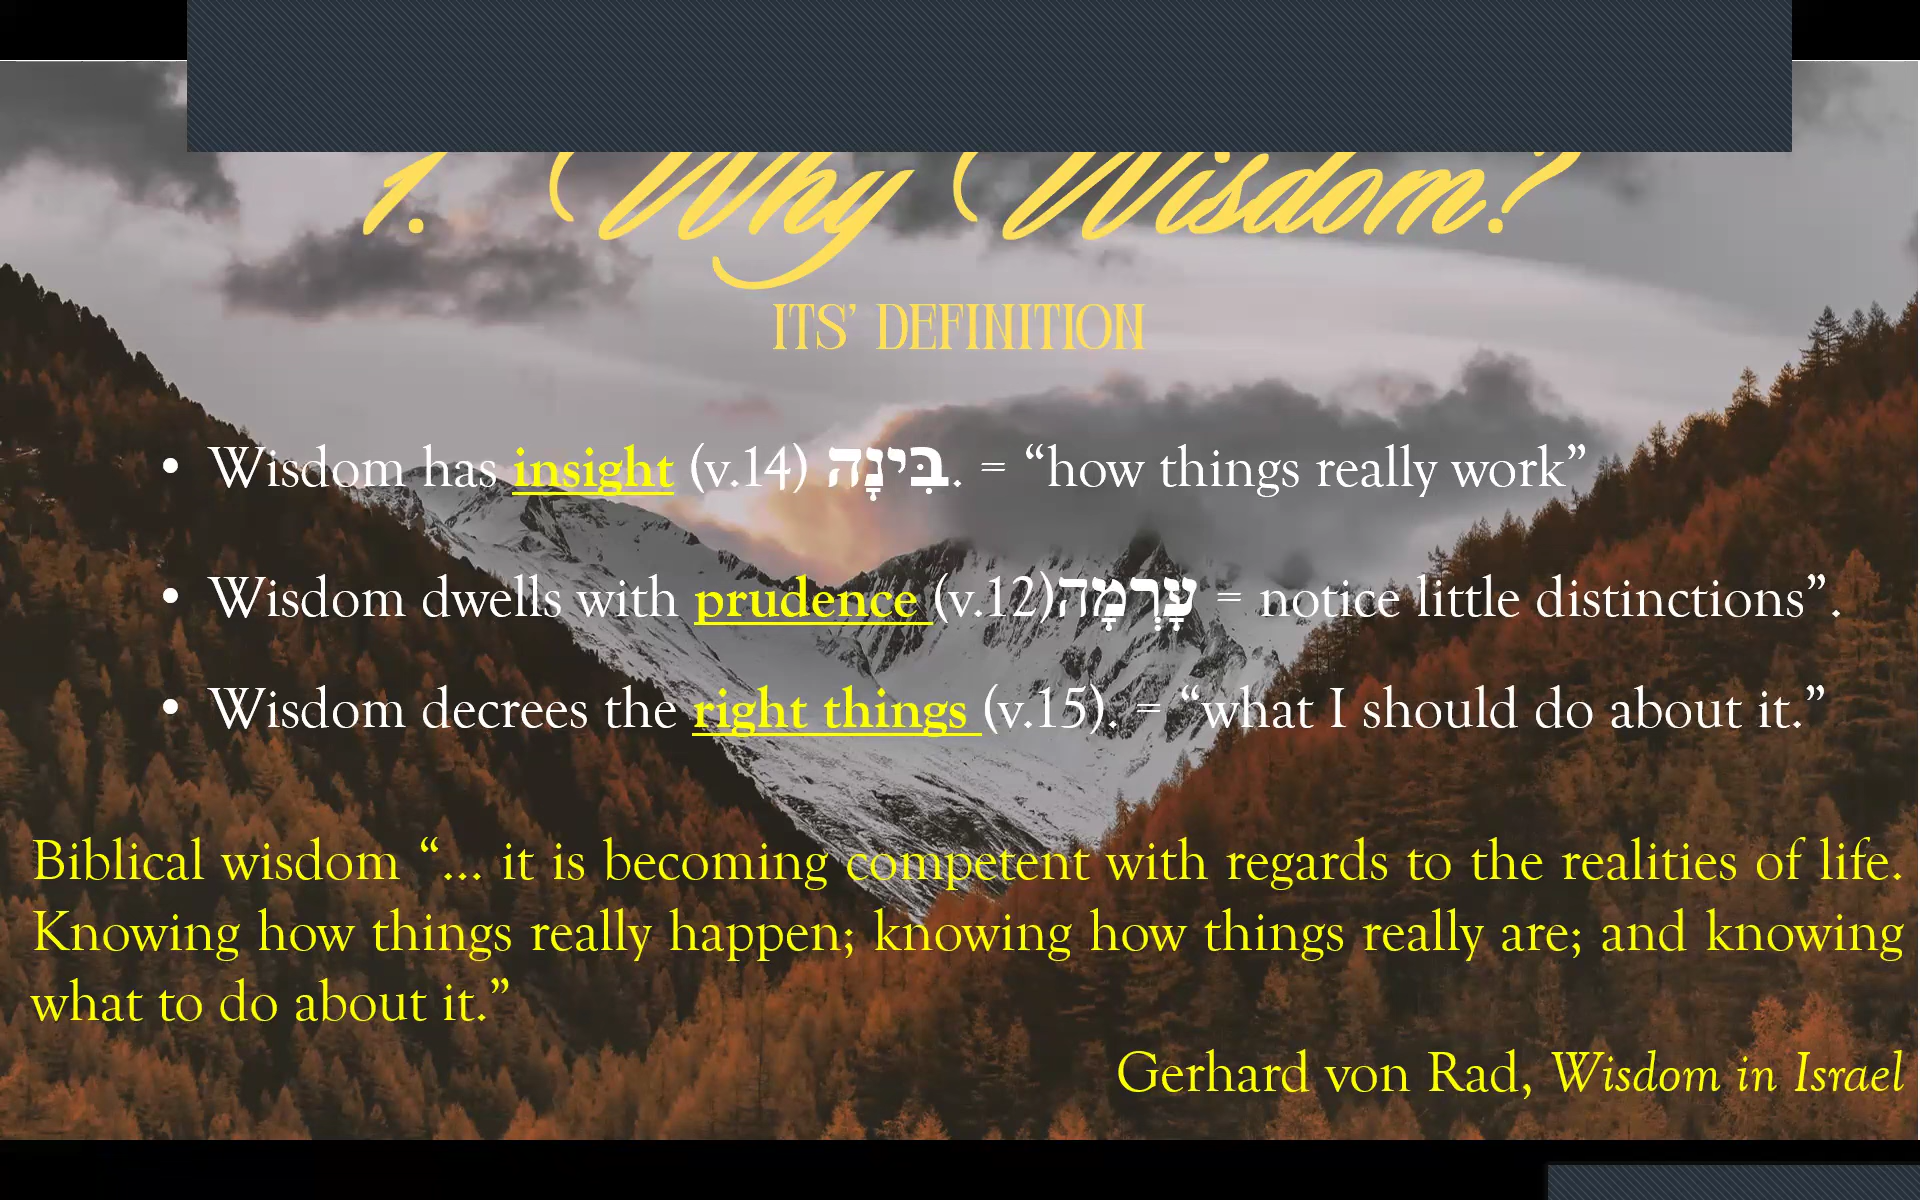 1. Why Wisdom?
ITS’ DEFINITION
• Wisdom has insight (v.14) בִּינָה. = “how things really work”
• Wisdom dwells with prudence (v.12)עָרְמָה = notice little distinctions”.
• Wisdom decrees the right things (v.15). = “what I should do about it.”
Biblical wisdom “... it is becoming competent with regards to the realities of life.
Knowing how things really happen; knowing how things really are; and knowing
what to do about it.”
Gerhard von Rad, Wisdom in Israel